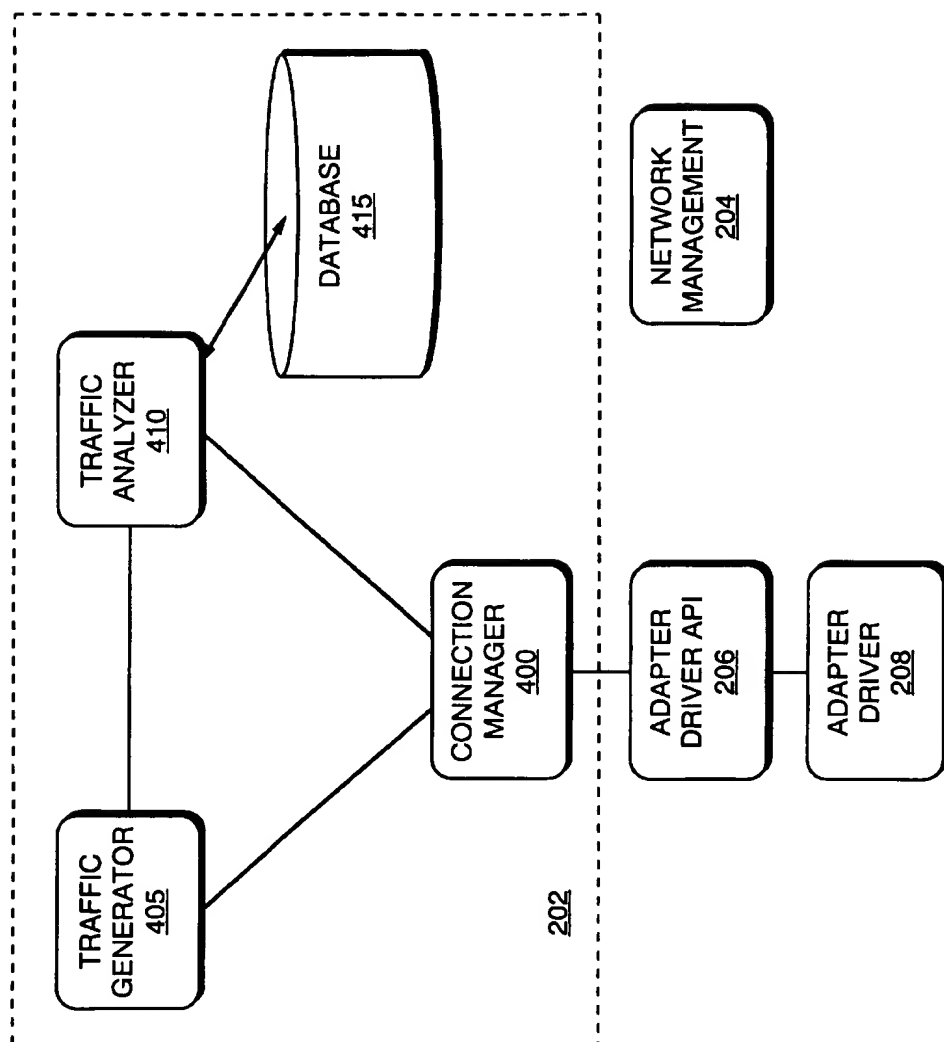 TRAFFIC
GENERATOR
405
TRAFFIC
ANALYZER
410
DATABASE
415
CONNECTION
MANAGER
400
202
ADAPTER
DRIVER API
206
NETWORK
MANAGEMENT
204
ADAPTER
DRIVER
208